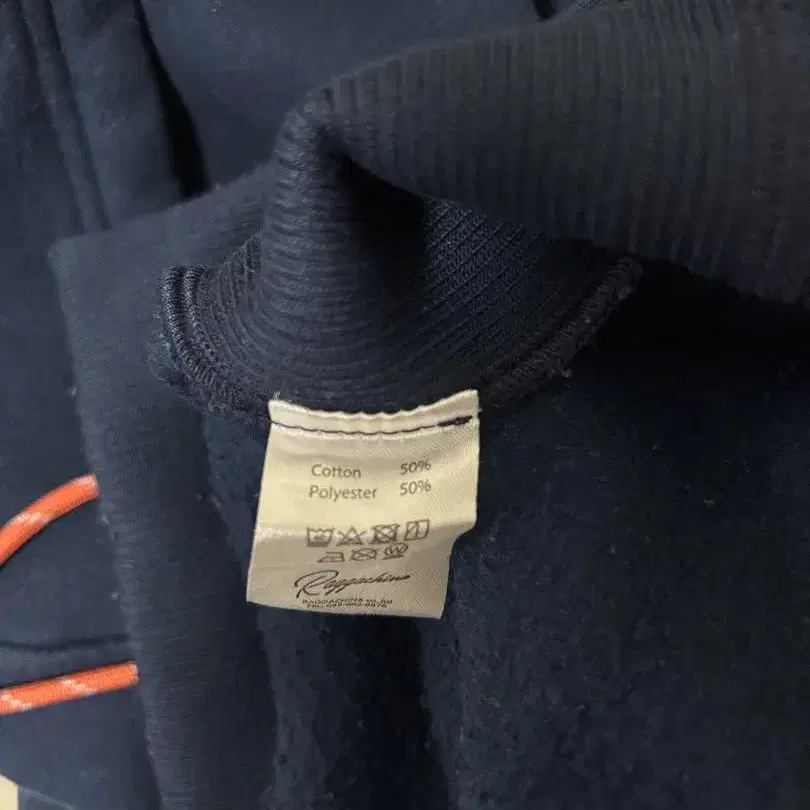 Cotton 50%
Polyester 50%
Raggachina